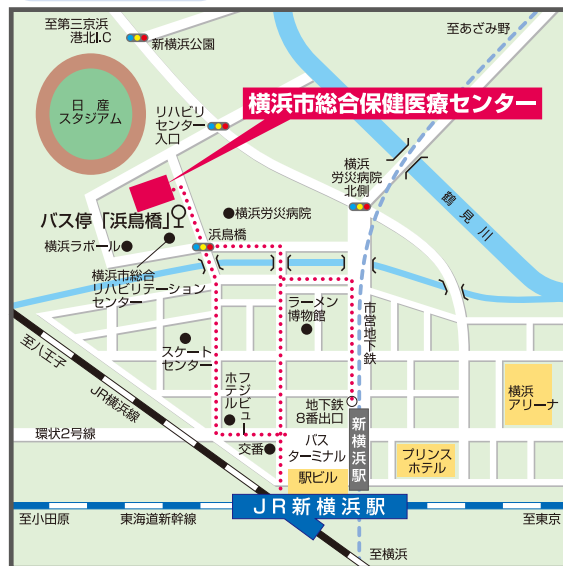 至第三京浜
港北I.C
新横浜公園
至あざみ野
日 産
スタジアム
リハビリ
センター
入口
横浜市総合保健医療センター
横浜
労災病院
北側
鶴見川
バス停「浜鳥橋」
横浜労災病院
浜鳥橋
横浜ラポール
横浜市総合
リハビリテーション
センター
ラーメン
博物館
市営地下鉄
至八王子
JR横浜線
スケート
センター
フジビュー
ホテル
地下鉄
8番出口
横浜
アリーナ
環状2号線
交番
バス
ターミナル
新横浜駅
プリンス
ホテル
駅ビル
JR新横浜駅
至小田原
東海道新幹線
至東京
至横浜